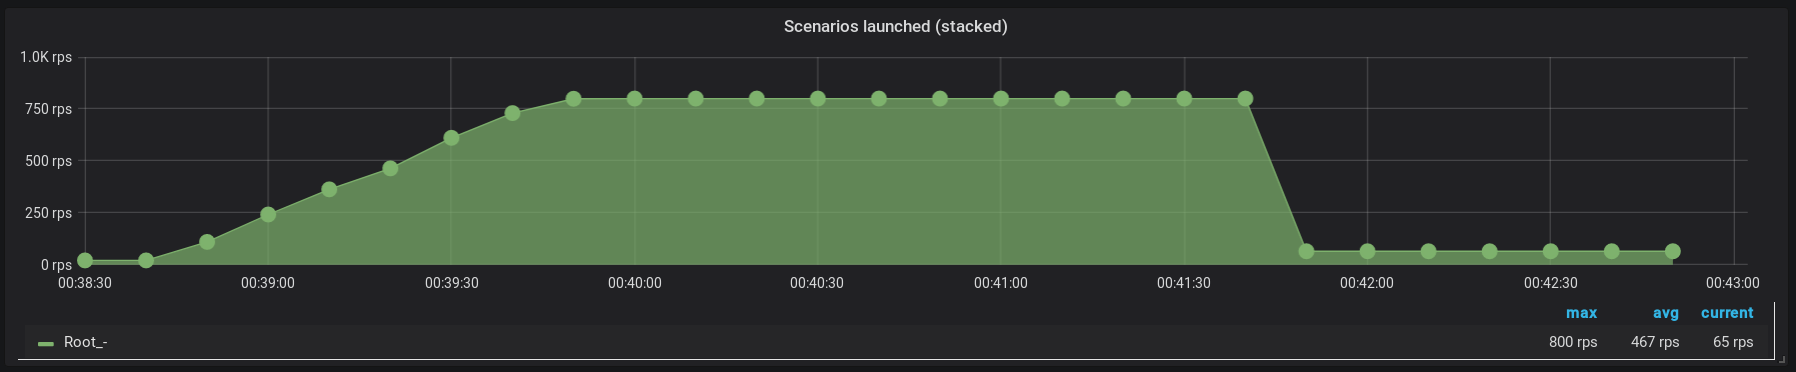 Scenarios launched (stacked)
1.0K rps
750 rps
500 rps
250 rps
0 rps
00:38:30 00:39:00 00:39:30 00:40:00 00:40:30 00:41:00 00:41:30 00:42:00 00:42:30 00:43:00
max avg current
Root_- 800 rps 467 rps 65 rps